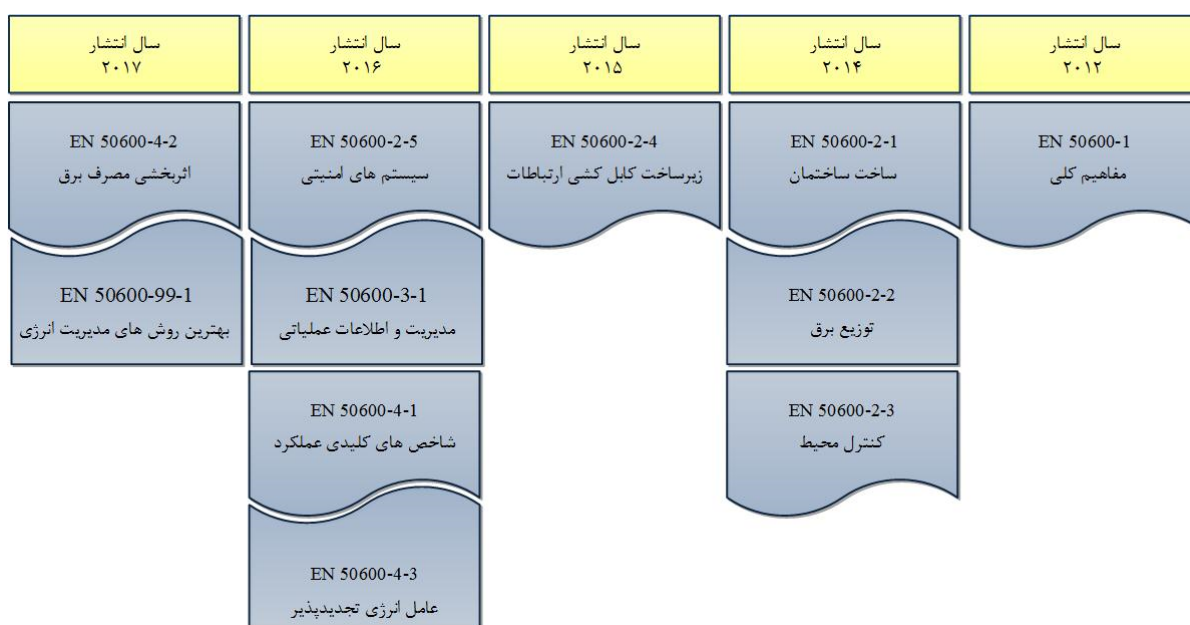 سال انتشار
۲۰۱۲
سال انتشار
۲۰۱۴
سال انتشار
۲۰۱۵
سال انتشار
۲۰۱۶
سال انتشار
۲۰۱۷
EN 50600-1
مفاهیم کلی
EN 50600-2-1
ساخت ساختمان
EN 50600-2-4
زیرساخت کابل کشی ارتباطات
EN 50600-2-5
سیستم های امنیتی
EN 50600-4-2
اثربخشی مصرف برق
EN 50600-2-2
توزیع برق
EN 50600-3-1
مدیریت و اطلاعات عملیاتی
EN 50600-99-1
بهترین روش های مدیریت انرژی
EN 50600-2-3
کنترل محیط
EN 50600-4-1
شاخص های کلیدی عملکرد
EN 50600-4-3
عامل انرژی تجدیدپذیر